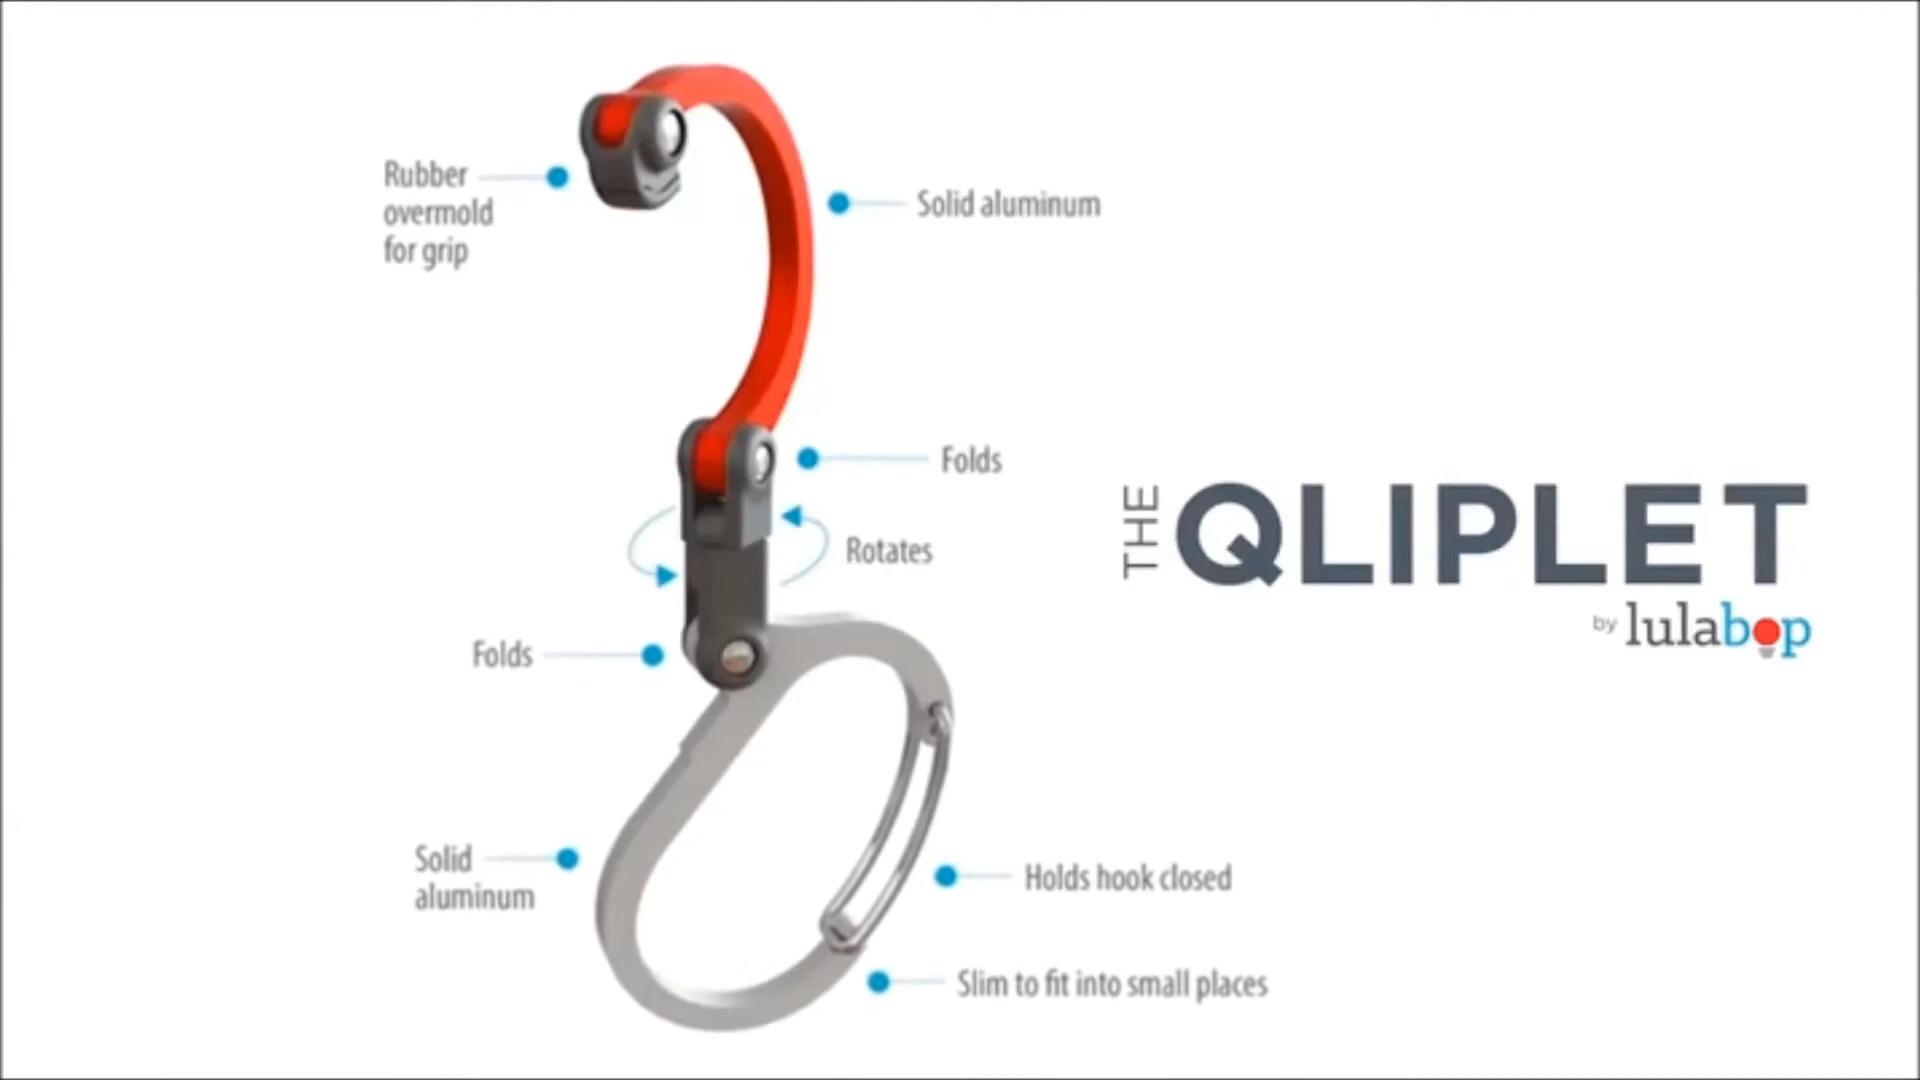 Rubber
overmold
for grip
Solid aluminum
Folds
Rotates
THE QLIPLET
by lulabop
Folds
Solid
aluminum
Holds hook closed
Slim to fit into small places